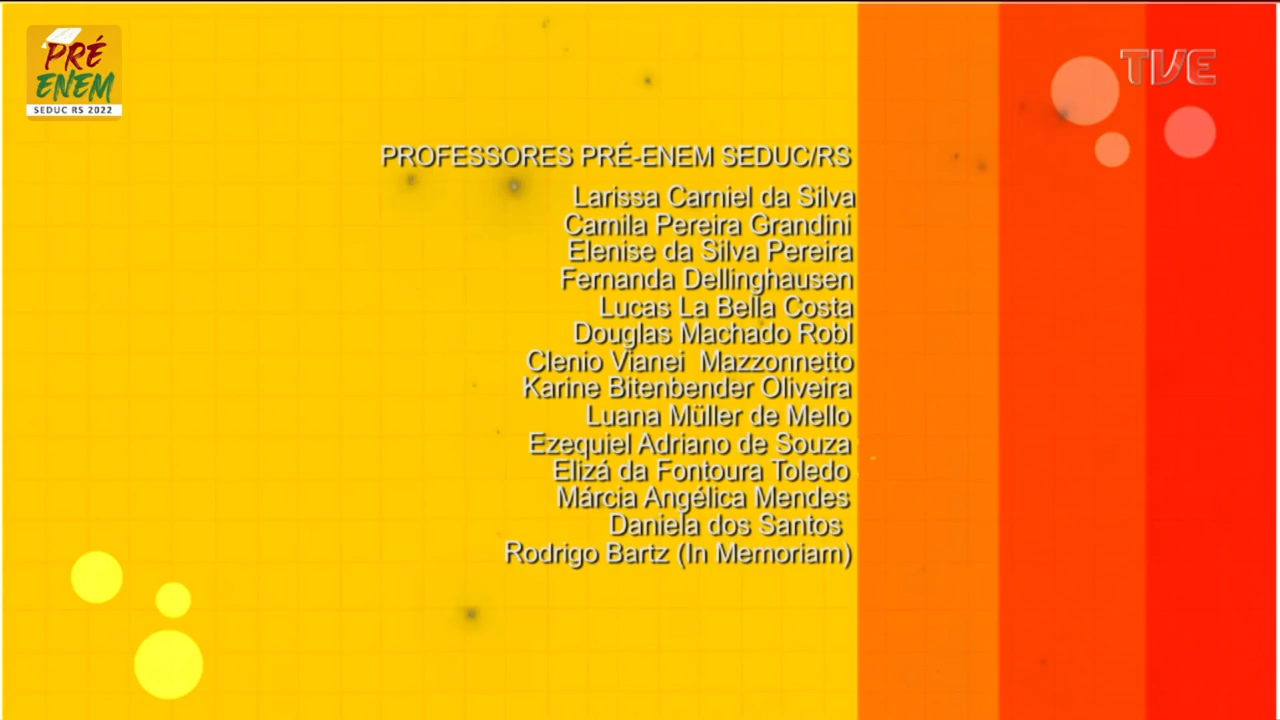 PRÉ
ENEM
SEDUC RS 2022
TVE
PROFESSORES PRÉ-ENEM SEDUC/RS
Larissa Carniel da Silva
Camila Pereira Grandini
Elenise da Silva Pereira
Fernanda Dellinghausen
Lucas La Bella Costa
Douglas Machado Robl
Clenio Vianei Mazzonnetto
Karine Bitenbender Oliveira
Luana Müller de Mello
Ezequiel Adriano de Souza
Elizá da Fontoura Toledo
Márcia Angélica Mendes
Daniela dos Santos
Rodrigo Bartz (In Memoriam)